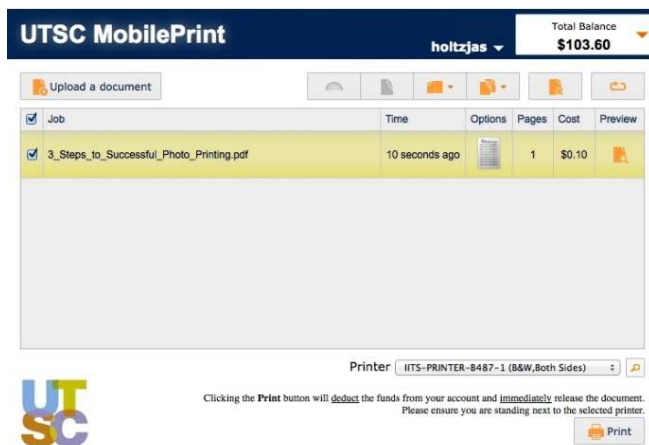 UTSC MobilePrint
holtzjas
Total Balance
$103.60
Upload a document
Job Time Options Pages Cost Preview
3_Steps_to_Successful_Photo_Printing.pdf 10 seconds ago 1 $0.10
Printer IITS-PRINTER-B487-1 (B&W,Both Sides)
Clicking the Print button will deduct the funds from your account and immediately release the document.
Please ensure you are standing next to the selected printer.
UT
SC
Print